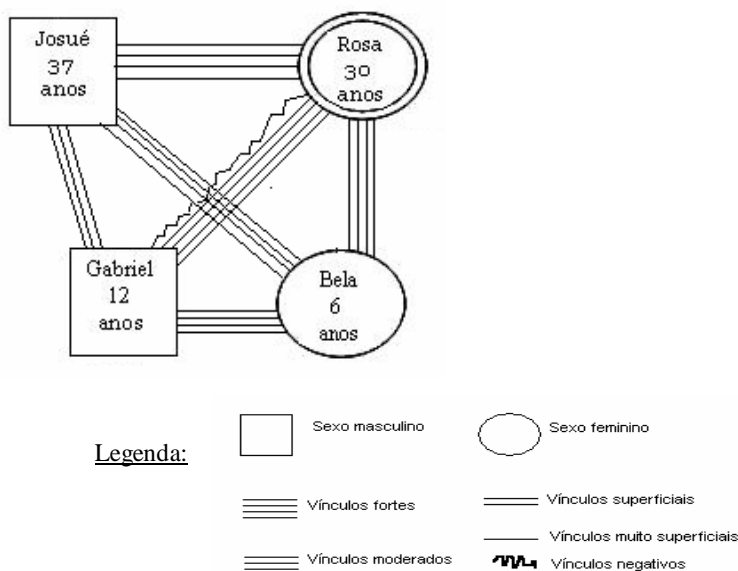 Josué
37
anos
Rosa
30
anos
Gabriel
12
anos
Bela
6
anos
Legenda:
Sexo masculino
Sexo feminino
Vínculos fortes
Vínculos superficiais
Vínculos muito superficiais
Vínculos moderados
Vínculos negativos